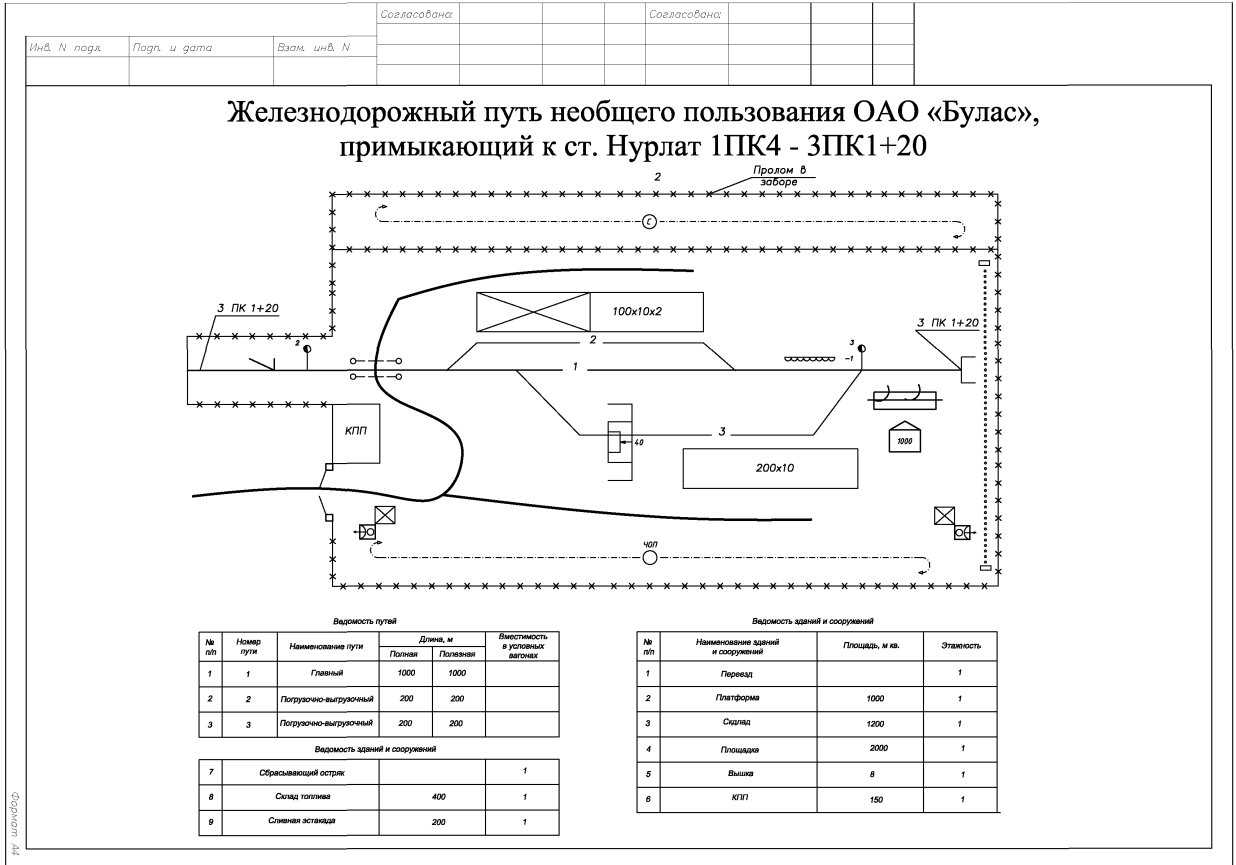 Согласовано: Согласовано:
Инв. N подл. Подп. и дата Взам. инв. N
Железнодорожный путь необщего пользования ОАО «Булас»,
примыкающий к ст. Нурлат 1ПК4 - 3ПК1+20
Пролом в
заборе
2
С
3 ПК 1+20
100х10х2
3 ПК 1+20
2
2
3
1
-1
КПП
3
40
1000
200х10
ЧОП
Ведомость путей
№ п/п Номер пути Наименование пути Длина, м Вместимость в условных вагонах
Полная Полезная
1 1 Главный 1000 1000
2 2 Погрузочно-выгрузочный 200 200
3 3 Погрузочно-выгрузочный 200 200
Ведомость зданий и сооружений
7 Сбрасывающий остряк 1
8 Склад топлива 400 1
9 Сливная эстакада 200 1
Ведомость зданий и сооружений
№ п/п Наименование зданий и сооружений Площадь, м кв. Этажность
1 Переезд 1
2 Платформа 1000 1
3 Скдлад 1200 1
4 Площадка 2000 1
5 Вышка 8 1
6 КПП 150 1
Формат А4